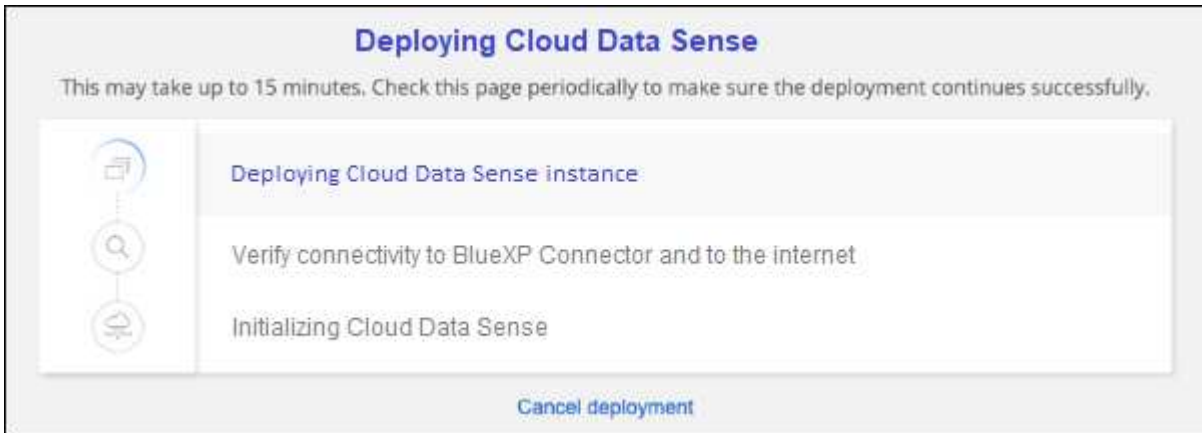 Deploying Cloud Data Sense
This may take up to 15 minutes. Check this page periodically to make sure the deployment continues successfully.
Deploying Cloud Data Sense instance
Verify connectivity to BlueXP Connector and to the internet
Initializing Cloud Data Sense
Cancel deployment